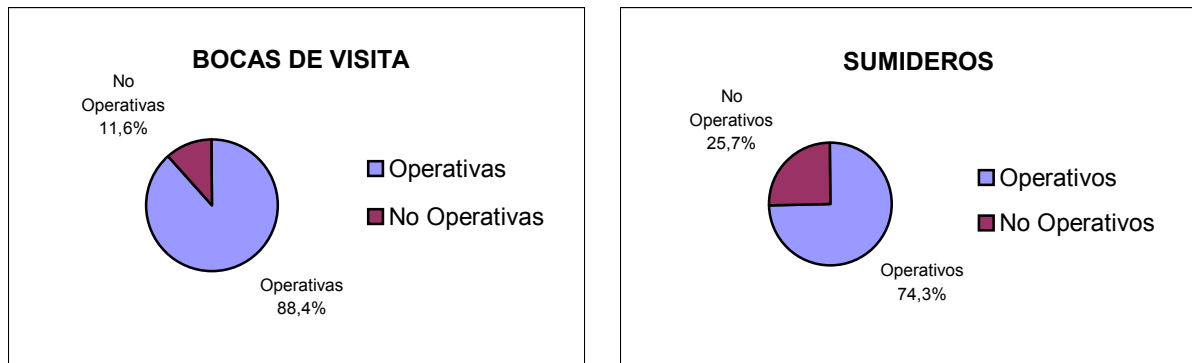 BOCAS DE VISITA
No
Operativas
11,6%
Operativas
No Operativas
Operativas
88,4%
SUMIDEROS
No
Operativos
25,7%
Operativos
No Operativos
Operativos
74,3%